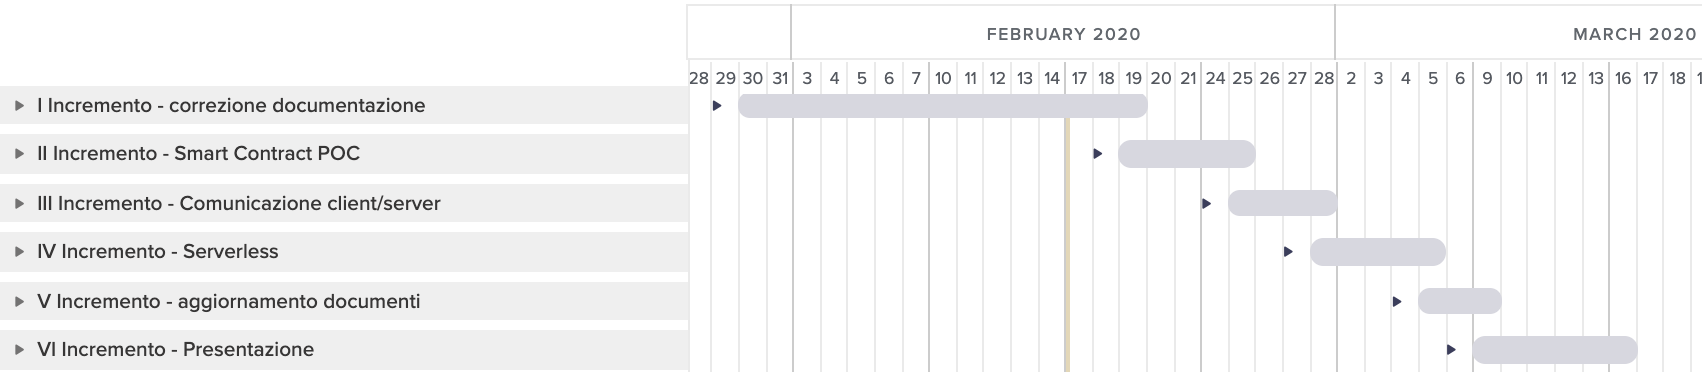 FEBRUARY 2020 MARCH 2020
28 29 30 31 3 4 5 6 7 10 11 12 13 14 17 18 19 20 21 24 25 26 27 28 2 3 4 5 6 9 10 11 12 13 16 17 18
I Incremento - correzione documentazione
II Incremento - Smart Contract POC
III Incremento - Comunicazione client/server
IV Incremento - Serverless
V Incremento - aggiornamento documenti
VI Incremento - Presentazione